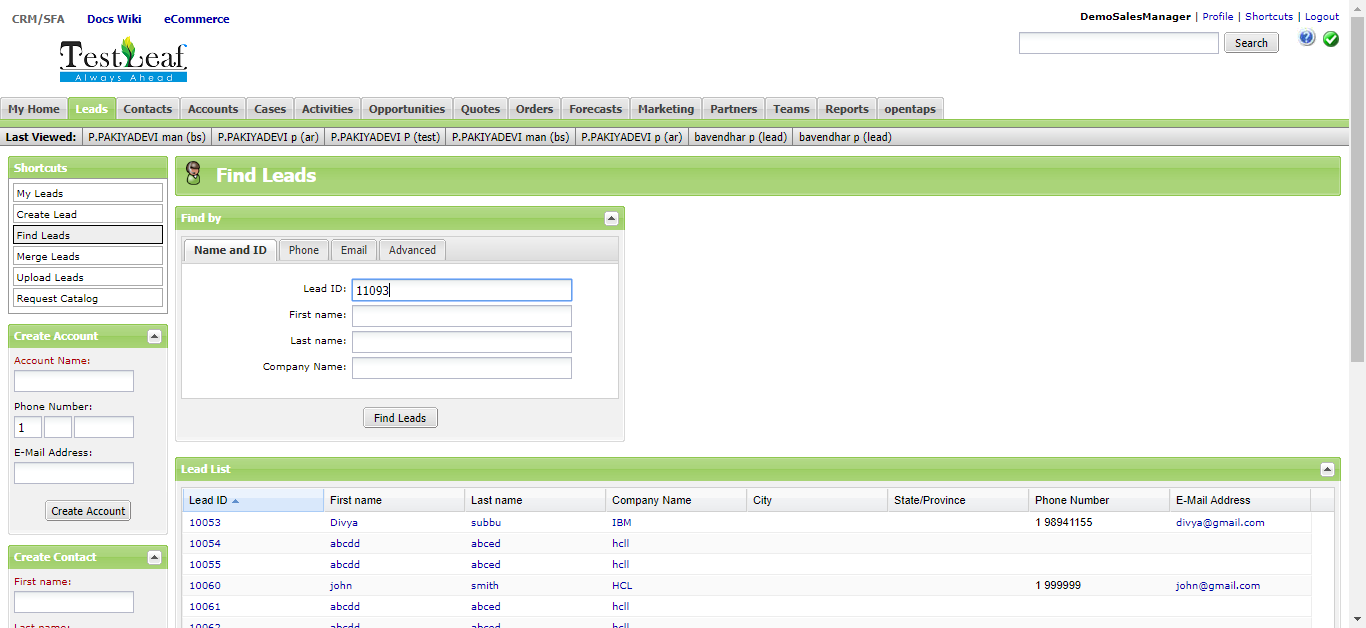 CRM/SFA Docs Wiki eCommerce
DemoSalesManager | Profile | Shortcuts | Logout
Search
TestLeaf
Always Ahead
My Home Leads Contacts Accounts Cases Activities Opportunities Quotes Orders Forecasts Marketing Partners Teams Reports opentaps
Last Viewed: P.PAKIYADEVI man (bs) P.PAKIYADEVI p (ar) P.PAKIYADEVI P (test) P.PAKIYADEVI man (bs) P.PAKIYADEVI p (ar) bavendhar p (lead) bavendhar p (lead)
Shortcuts
My Leads
Create Lead
Find Leads
Merge Leads
Upload Leads
Request Catalog
Create Account
Account Name:
Phone Number:
1
E-Mail Address:
Create Account
Create Contact
First name:
Last name:
Find Leads
Find by
Name and ID Phone Email Advanced
Lead ID: 11093
First name:
Last name:
Company Name:
Find Leads
Lead List
Lead ID First name Last name Company Name City State/Province Phone Number E-Mail Address
10053 Divya subbu IBM 1 98941155 divya@gmail.com
10054 abcdd abced hcll
10055 abcdd abced hcll
10060 john smith HCL 1 999999 john@gmail.com
10061 abcdd abced hcll
10062 abcdd abced hcll